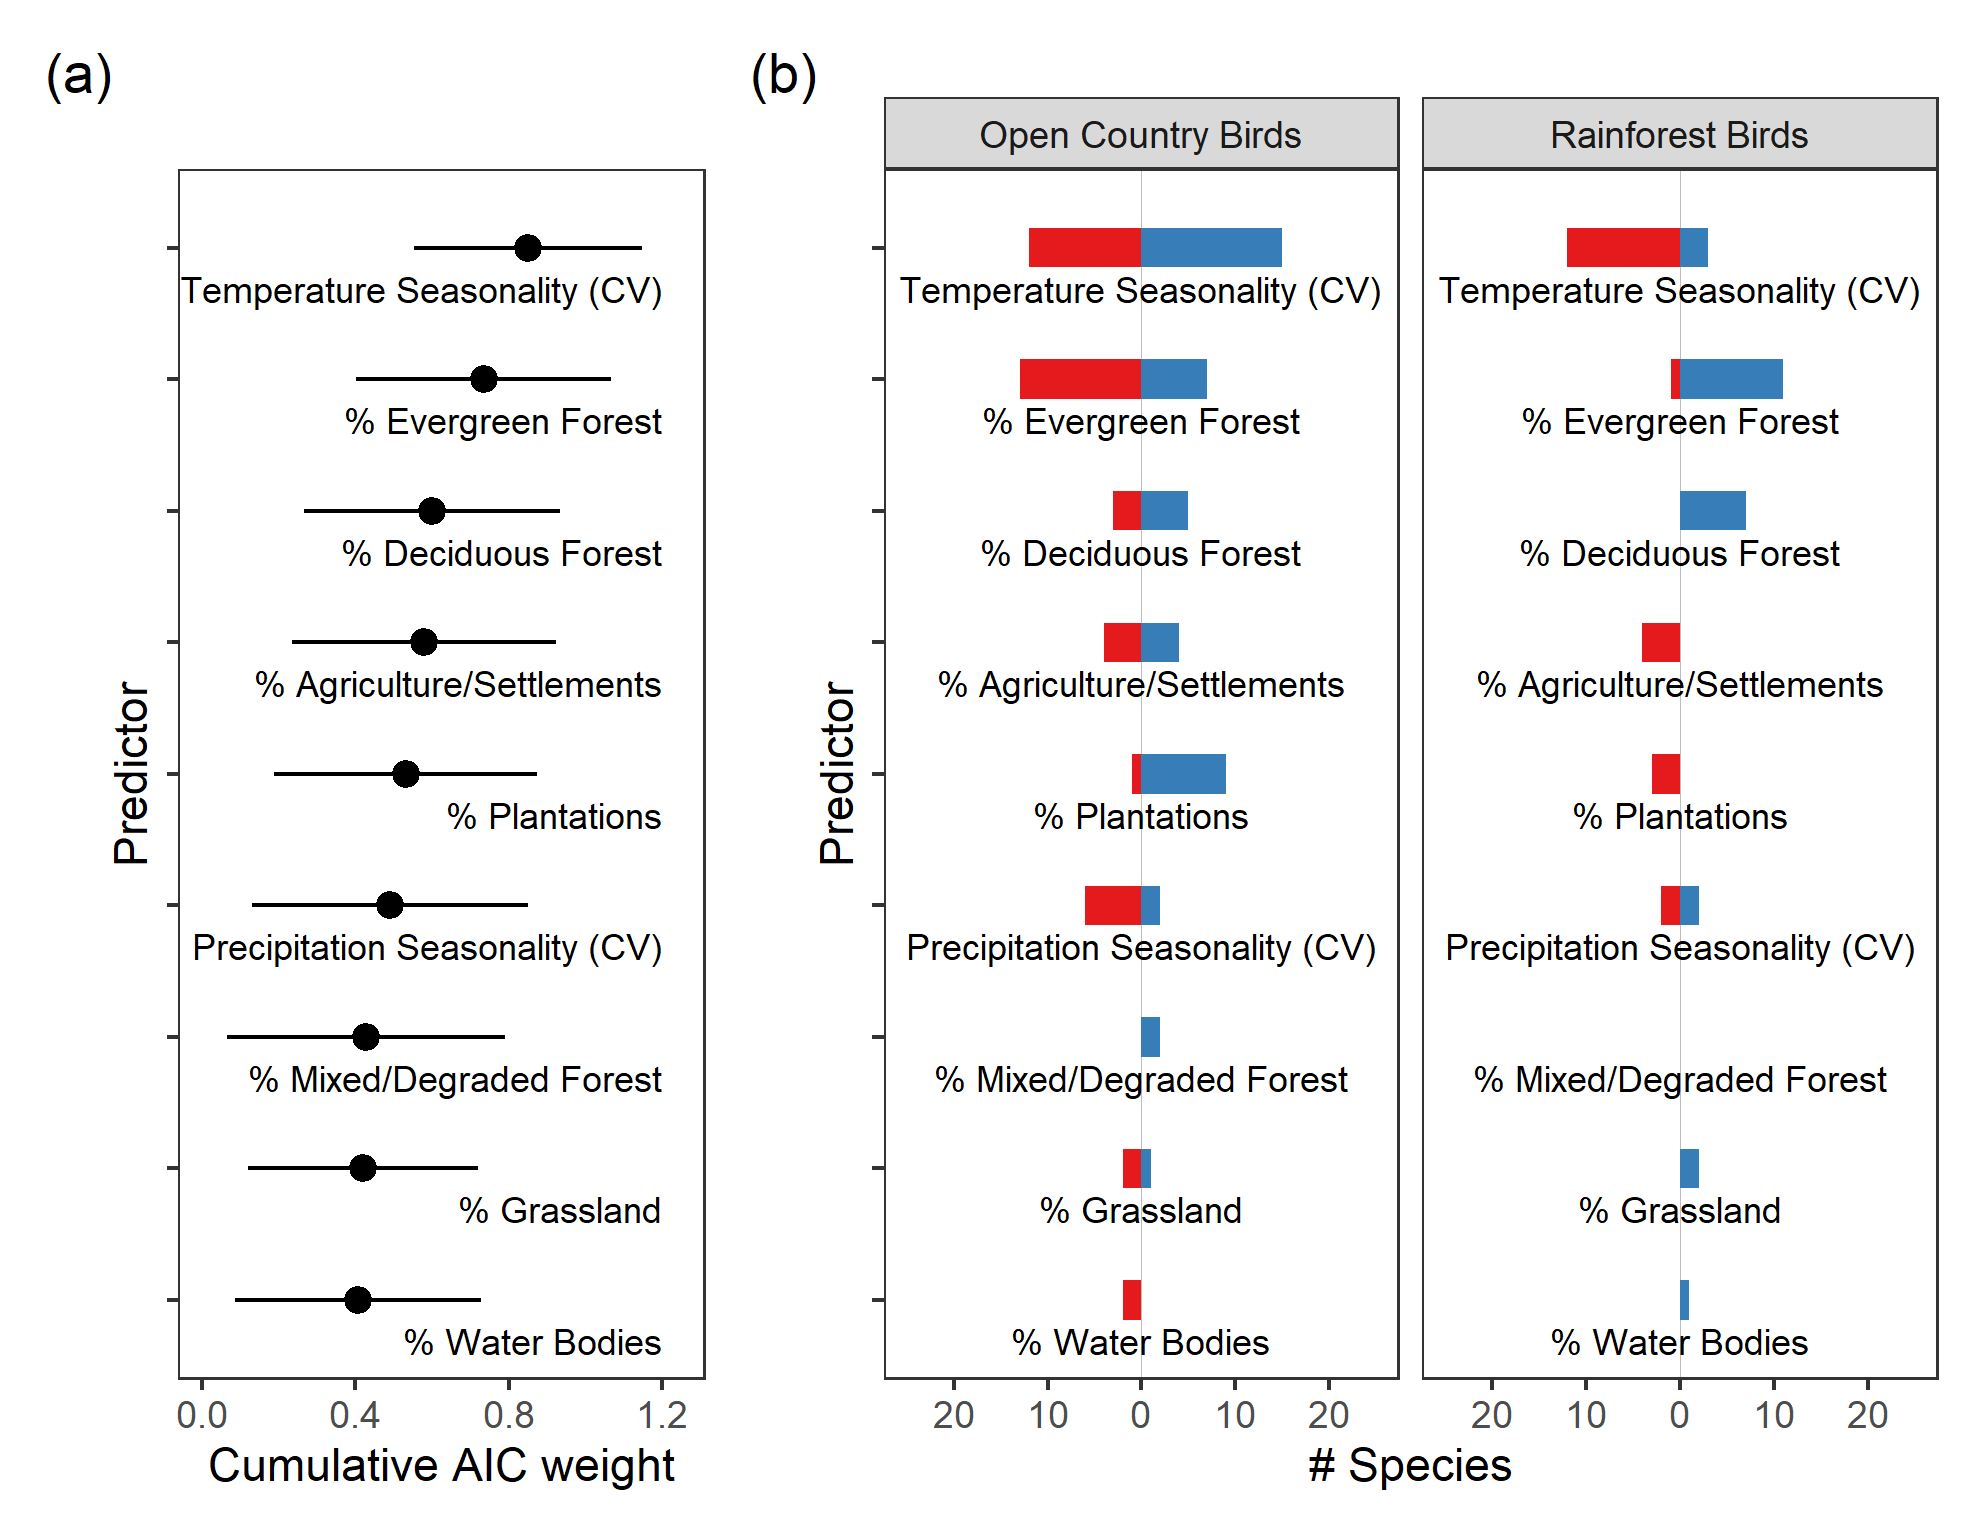 (a)
Temperature Seasonality (CV)
% Evergreen Forest
% Deciduous Forest
% Agriculture/Settlements
% Plantations
Precipitation Seasonality (CV)
% Mixed/Degraded Forest
% Grassland
% Water Bodies
Predictor
0.0 0.4 0.8 1.2
Cumulative AIC weight
(b)
Open Country Birds
Temperature Seasonality (CV)
% Evergreen Forest
% Deciduous Forest
% Agriculture/Settlements
% Plantations
Precipitation Seasonality (CV)
% Mixed/Degraded Forest
% Grassland
% Water Bodies
Predictor
20 10 0 10 20
Rainforest Birds
Temperature Seasonality (CV)
% Evergreen Forest
% Deciduous Forest
% Agriculture/Settlements
% Plantations
Precipitation Seasonality (CV)
% Mixed/Degraded Forest
% Grassland
% Water Bodies
20 10 0 10 20
# Species